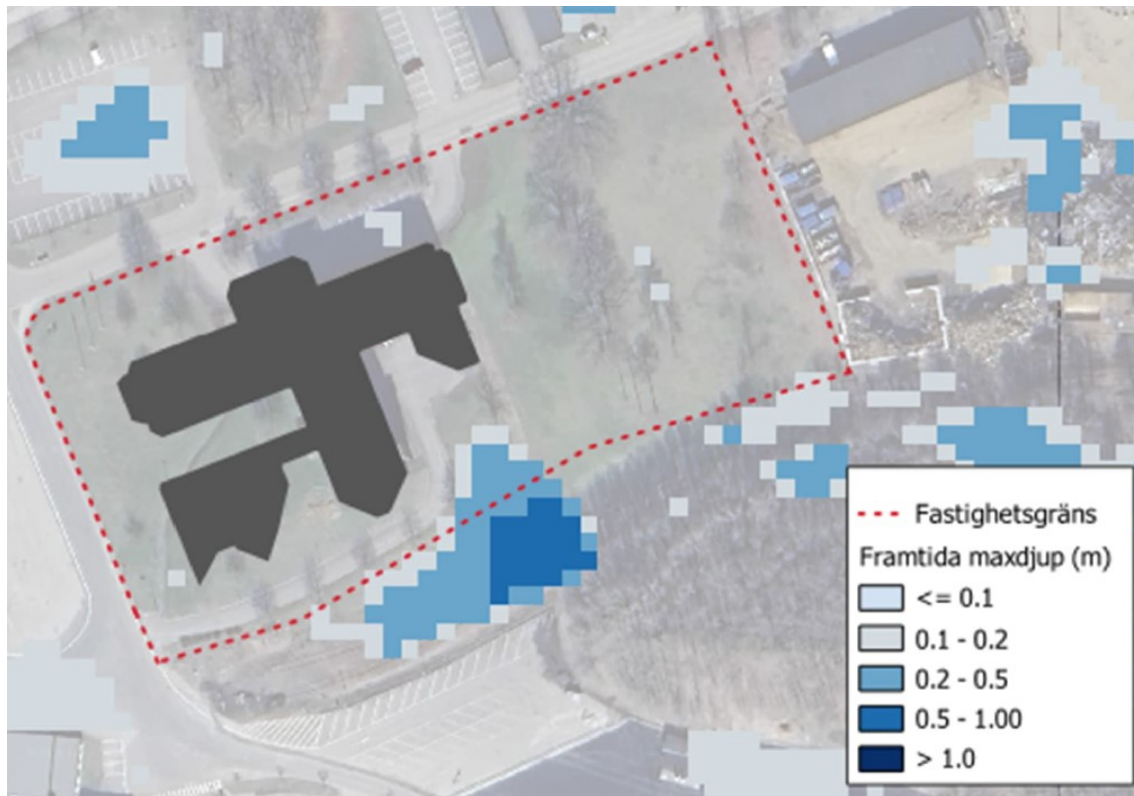 Fastighetsgräns
Framtida maxdjup (m)
<= 0.1
0.1 - 0.2
0.2 - 0.5
0.5 - 1.00
> 1.0